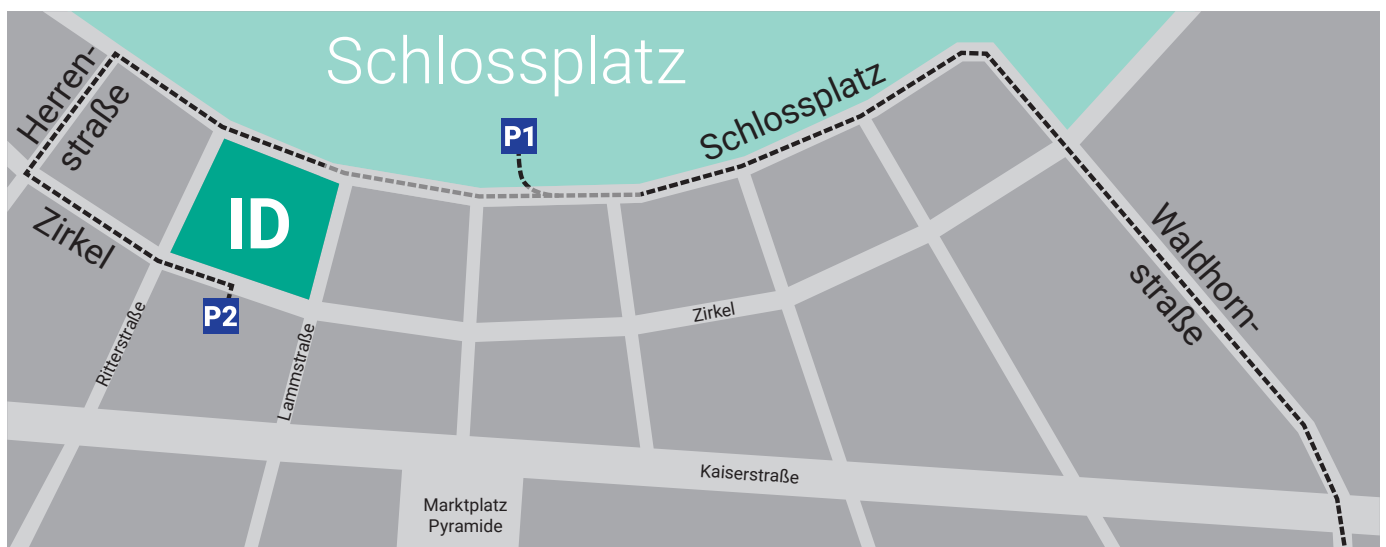 Schlossplatz
Herren-
straße
P1
Schlossplatz
ID
Zirkel
P2
Waldhorn-
straße
Zirkel
Ritterstraße
Lammstraße
Kaiserstraße
Marktplatz
Pyramide